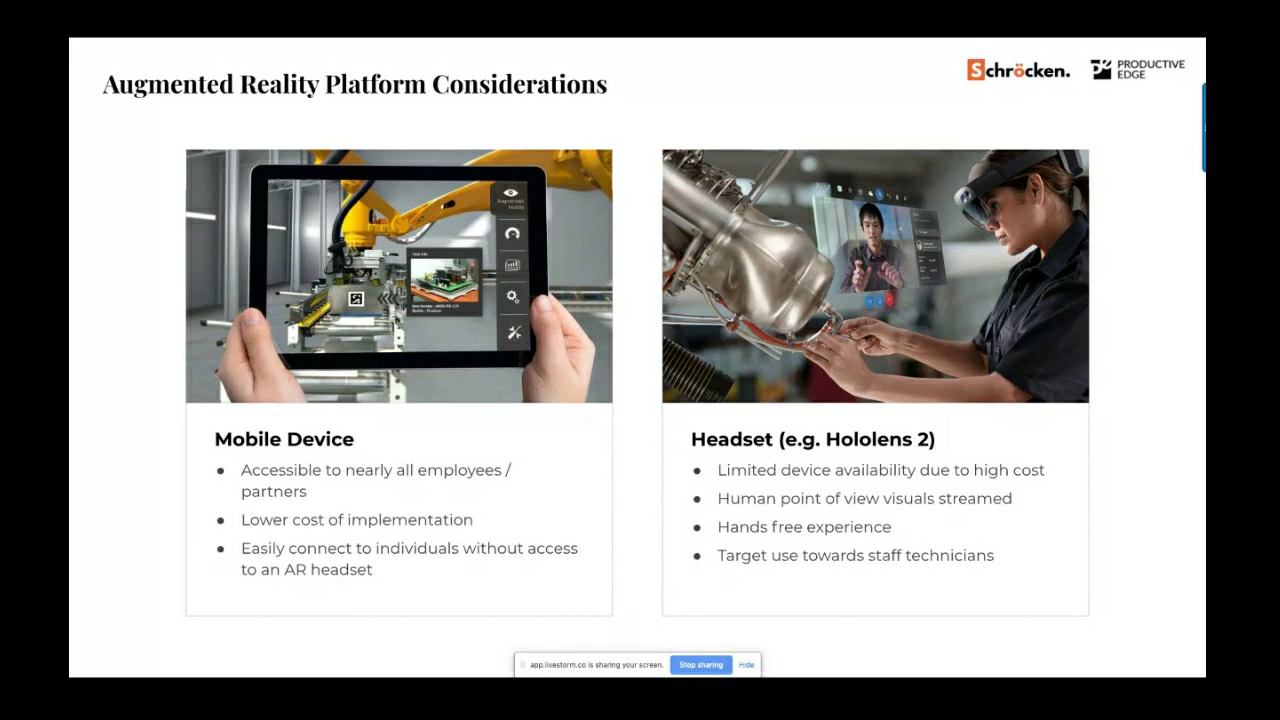 Augmented Reality Platform Considerations
Schröcken.
PRODUCTIVE
EDGE
Augmented
Reality
Mobile Device
● Accessible to nearly all employees /
partners
● Lower cost of implementation
● Easily connect to individuals without access
to an AR headset
Headset (e.g. Hololens 2)
● Limited device availability due to high cost
● Human point of view visuals streamed
● Hands free experience
● Target use towards staff technicians
app.livestorm.co is sharing your screen.
Stop sharing
Hide